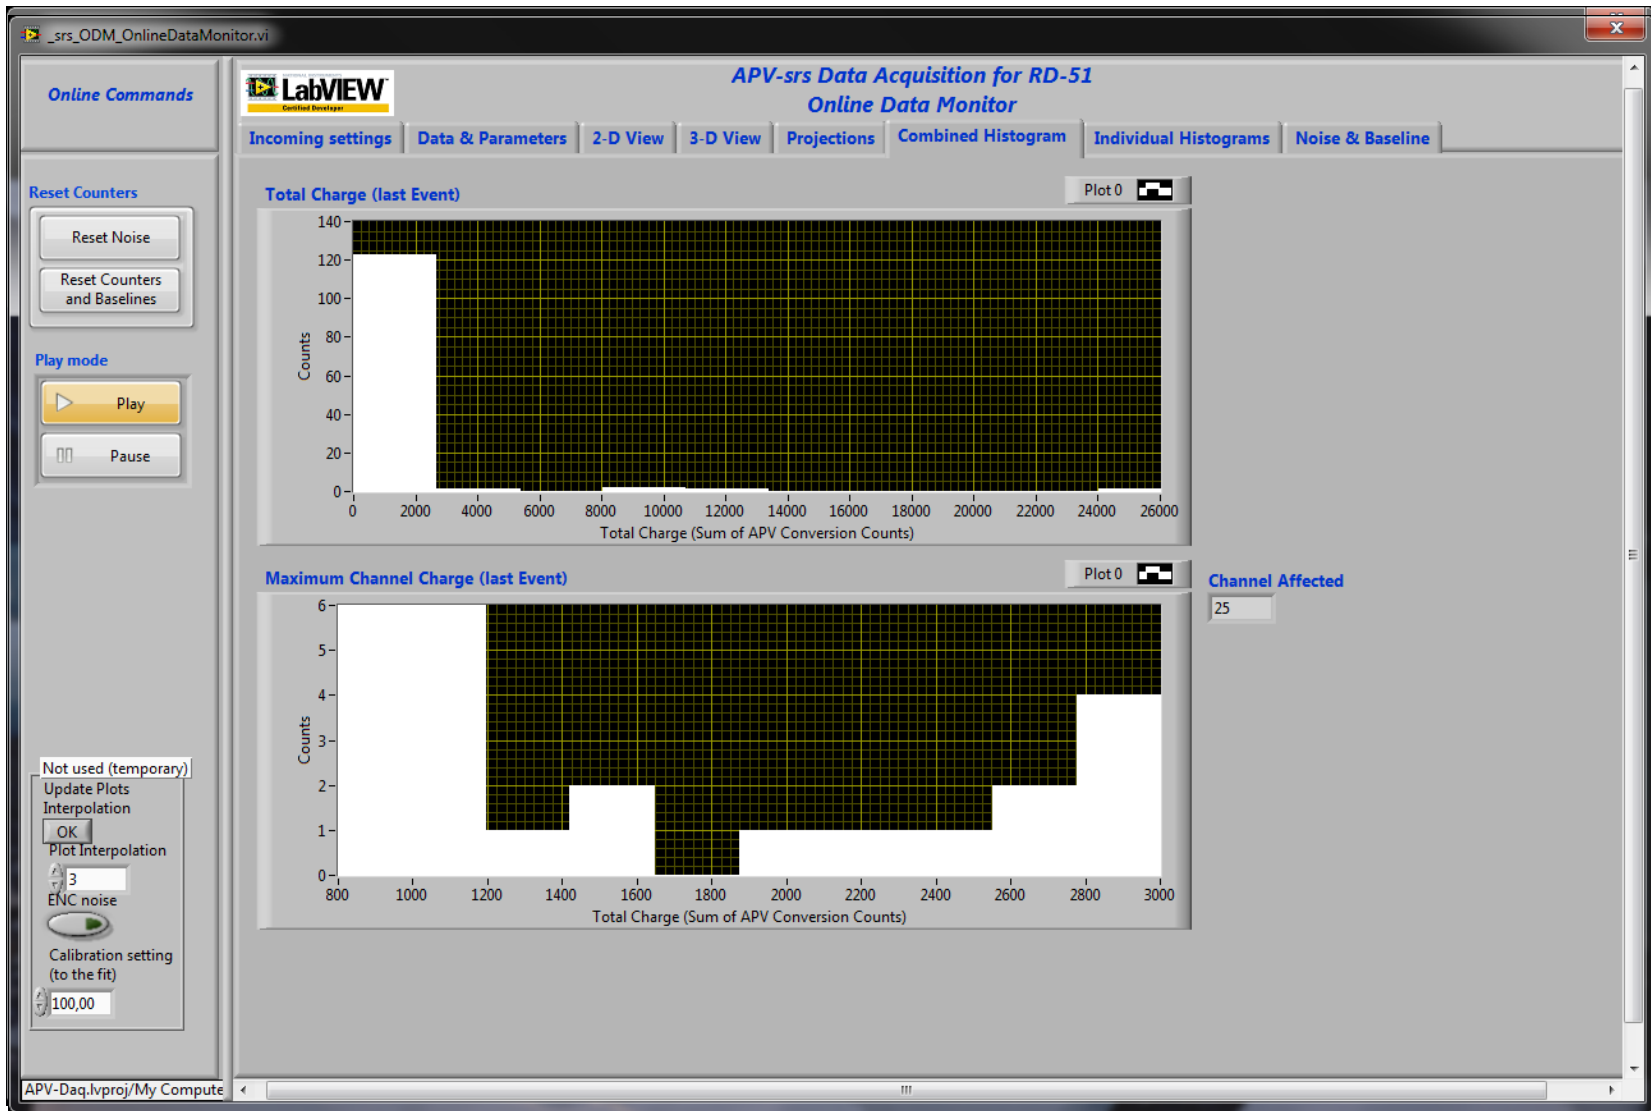 _srs_ODM_OnlineDataMonitor.vi
Online Commands
LabVIEW
Certified Developer
APV-srs Data Acquisition for RD-51
Online Data Monitor
Incoming settings
Data & Parameters
2-D View
3-D View
Projections
Combined Histogram
Individual Histograms
Noise & Baseline
Reset Counters
Reset Noise
Reset Counters
and Baselines
Play mode
Play
Pause
Not used (temporary)
Update Plots
Interpolation
OK
Plot Interpolation
3
ENC noise
Calibration setting
(to the fit)
100,00
APV-Daq.lvproj/My Compute
Total Charge (last Event)
Plot 0
140
120
100
80
60
40
20
0
Counts
0 2000 4000 6000 8000 10000 12000 14000 16000 18000 20000 22000 24000 26000
Total Charge (Sum of APV Conversion Counts)
Maximum Channel Charge (last Event)
Plot 0
6
5
4
3
2
1
0
Counts
800 1000 1200 1400 1600 1800 2000 2200 2400 2600 2800 3000
Total Charge (Sum of APV Conversion Counts)
Channel Affected
25